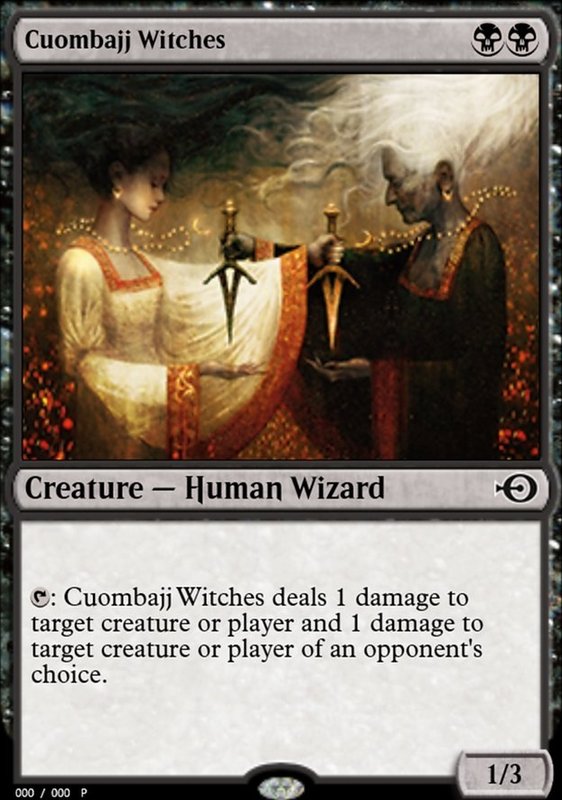 Cuombajj Witches
Creature — Human Wizard
: Cuombajj Witches deals 1 damage to
target creature or player and 1 damage to
target creature or player of an opponent's
choice.
1/3
000 / 000 P